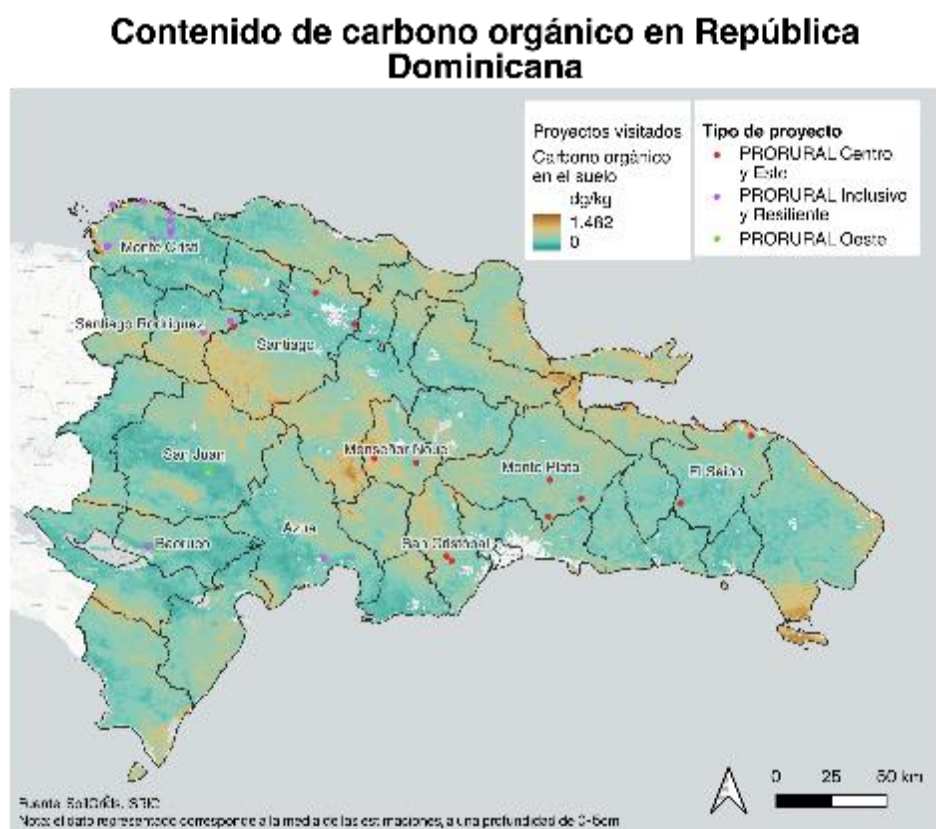 Contenido de carbono orgánico en República
Dominicana
Proyectos visitados
Carbono orgánico
en el suelo
dg/kg
1.462
0
Tipo de proyecto
PRORURAL Centro
y Este
PRORURAL Inclusivo
y Resiliente
PRORURAL Oeste
Monte Cristi
Santiago Rodríguez
Santiago
San Juan
Monseñor Nouel
Monte Plata
El Seibo
Azua
San Cristóbal
Baoruco
0 25 50 km
Fuente: SoilGrids, ISRIC
Nota: el dato representado corresponde a la media de las estimaciones, a una profundidad de 0-5cm